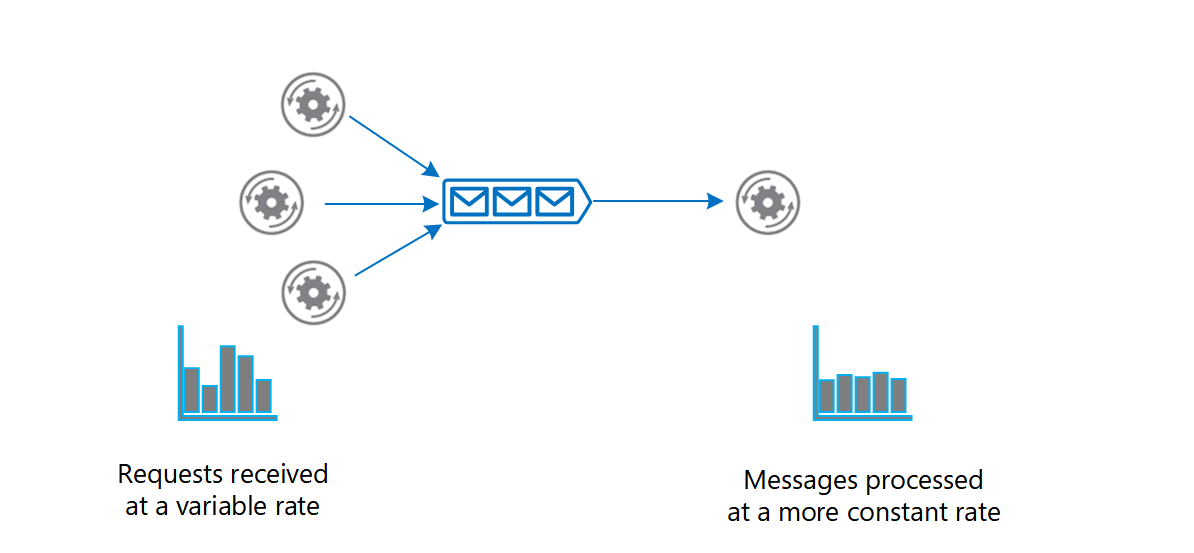 Requests received
at a variable rate
Messages processed
at a more constant rate